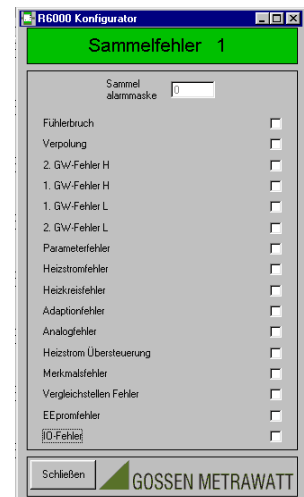 R6000 Konfigurator
Sammelfehler 1
Sammel
alarmmaske
0
Fühlerbruch
Verpolung
2. GW-Fehler H
1. GW-Fehler H
1. GW-Fehler L
2. GW-Fehler L
Parameterfehler
Heizstromfehler
Heizkreisfehler
Adaptionfehler
Analogfehler
Heizstrom Übersteuerung
Merkmalsfehler
Vergleichstellen Fehler
EEpromfehler
IO-Fehler
Schließen
GOSSEN METRAWATT